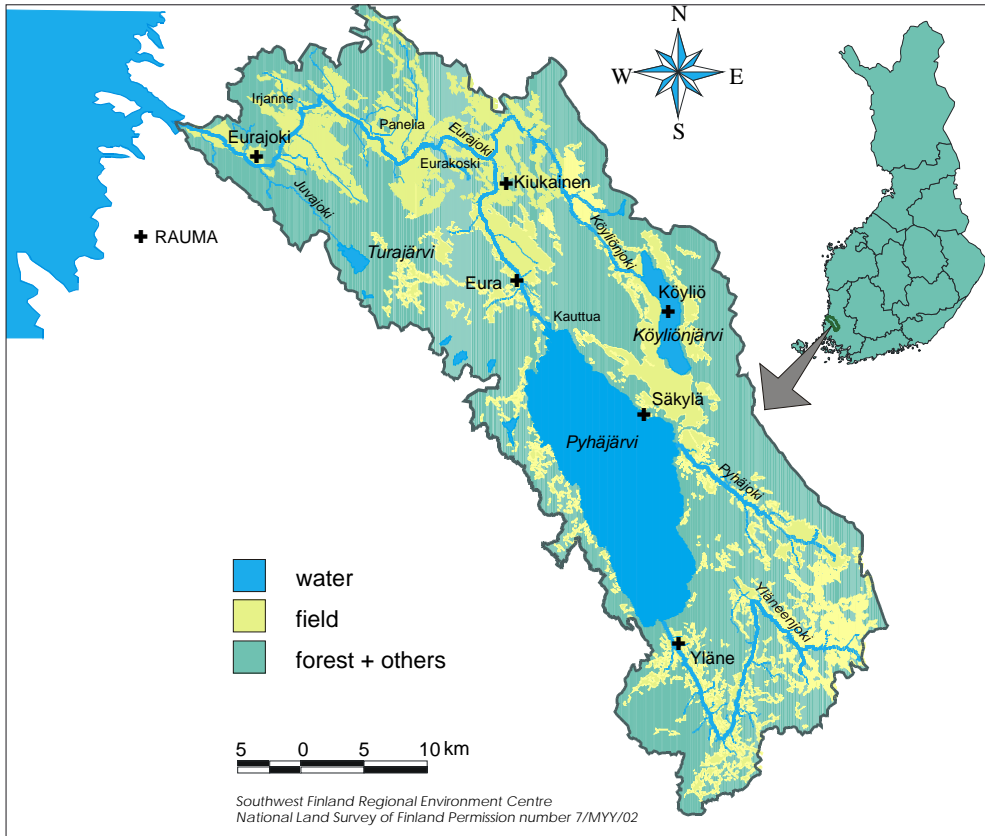 N
W E
S
Irjanne
Panelia
Eurajoki
Eurajoki
Eurakoski
Kiukainen
Juvajoki
Köyliönjoki
RAUMA
Turajärvi
Eura
Köyliö
Kauttua
Köyliönjärvi
Säkylä
Pyhäjärvi
Pyhäjoki
water
field
forest + others
Yläneenjoki
Yläne
5 0 5 10 km
Southwest Finland Regional Environment Centre
National Land Survey of Finland Permission number 7/MYY/02